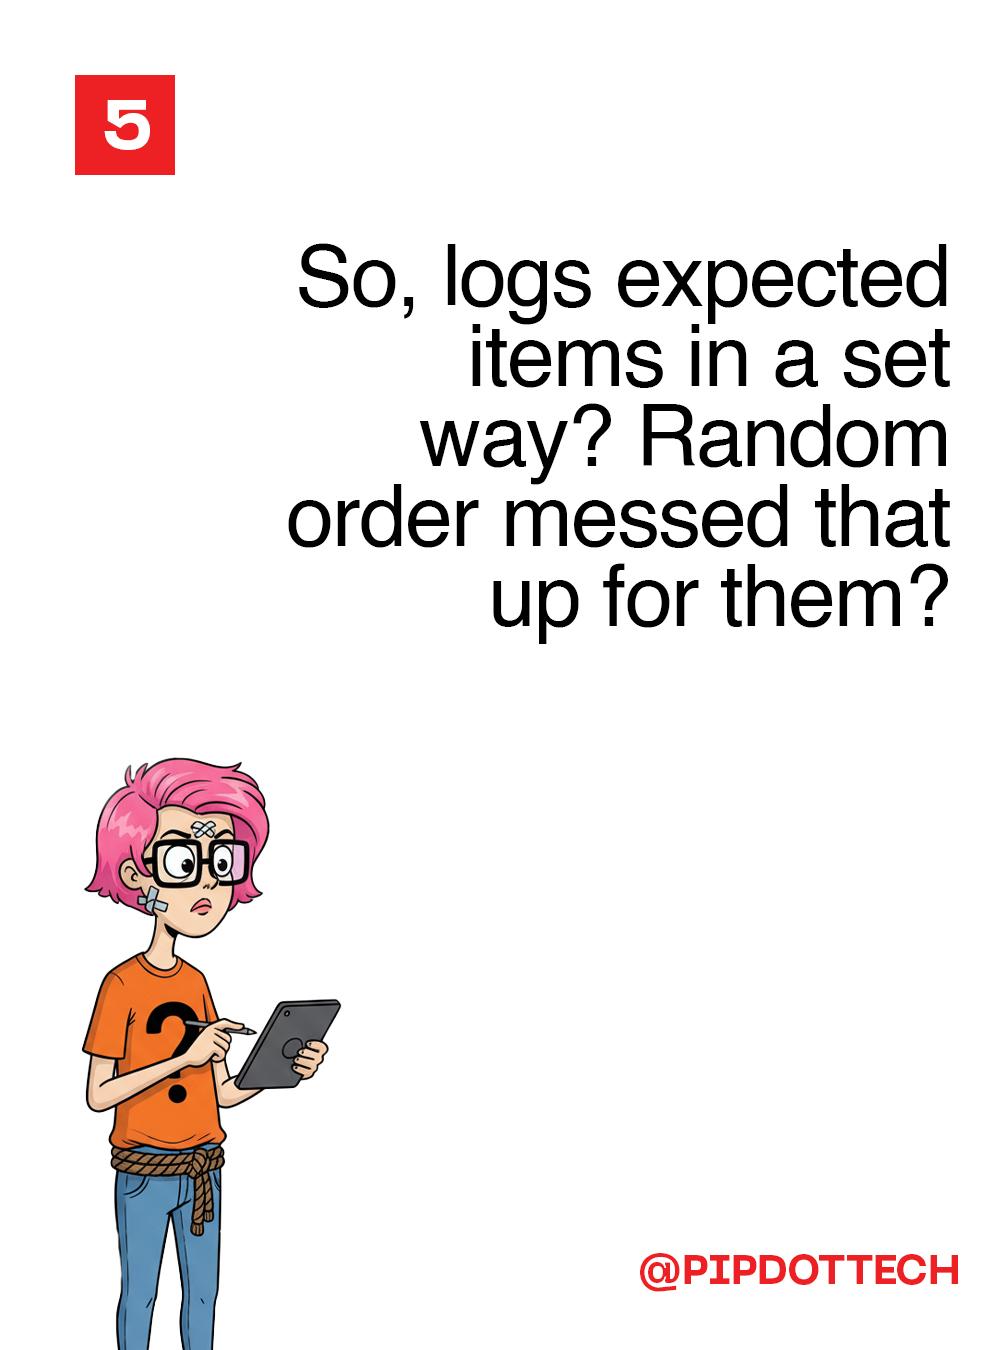 5
So, logs expected
items in a set
way? Random
order messed that
up for them?
?
@PIPDOTTECH